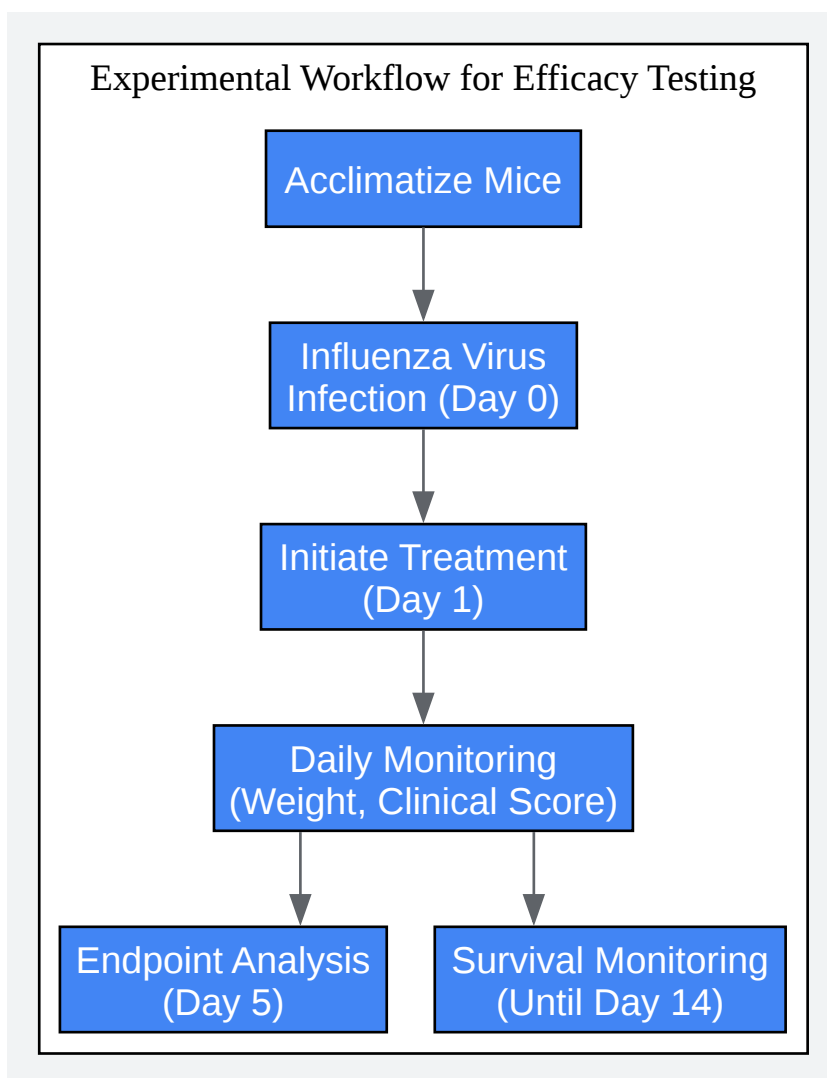 Experimental Workflow for Efficacy Testing
Acclimatize Mice
Influenza Virus
Infection (Day 0)
Initiate Treatment
(Day 1)
Daily Monitoring
(Weight, Clinical Score)
Endpoint Analysis
(Day 5)
Survival Monitoring
(Until Day 14)